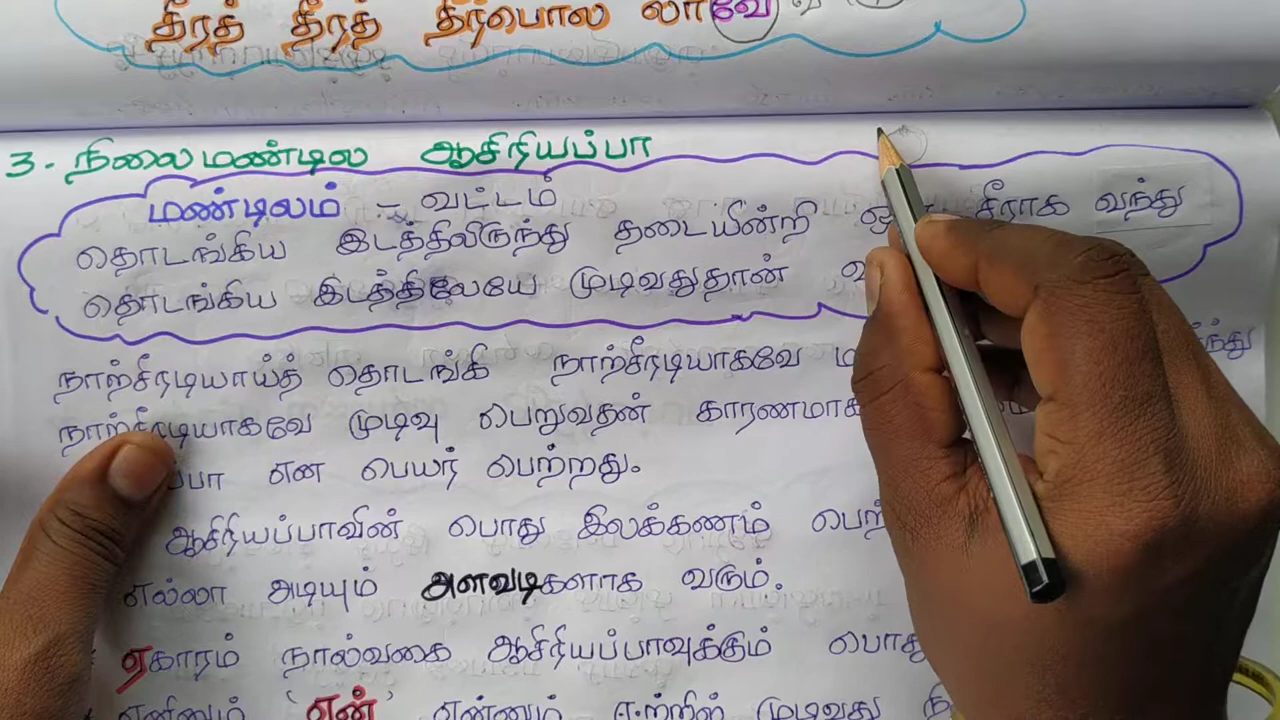 தீரத் தீரத் தீர்பொல லாவே
3. நிலைமண்டில ஆசிரியப்பா
மண்டிலம் - வட்டம்
தொடங்கிய இடத்திலிருந்து தடையின்றி சீராக வந்து
தொடங்கிய இடத்திலேயே முடிவதுதான்
நாற்சீரடியாய்த் தொடங்கி நாற்சீரடியாகவே
நாற்சீரடியாகவே முடிவு பெறுவதன்
என பெயர் பெற்றது.
ஆசிரியப்பாவின் பொது இலக்கணம்
எல்லா அடியும் அளவடிகளாக வரும்.
ஏகாரம் நால்வகை ஆசிரியப்பாவுக்கும் பொது
எனினும் 'என்' என்னும் ஈற்றில் முடிவது